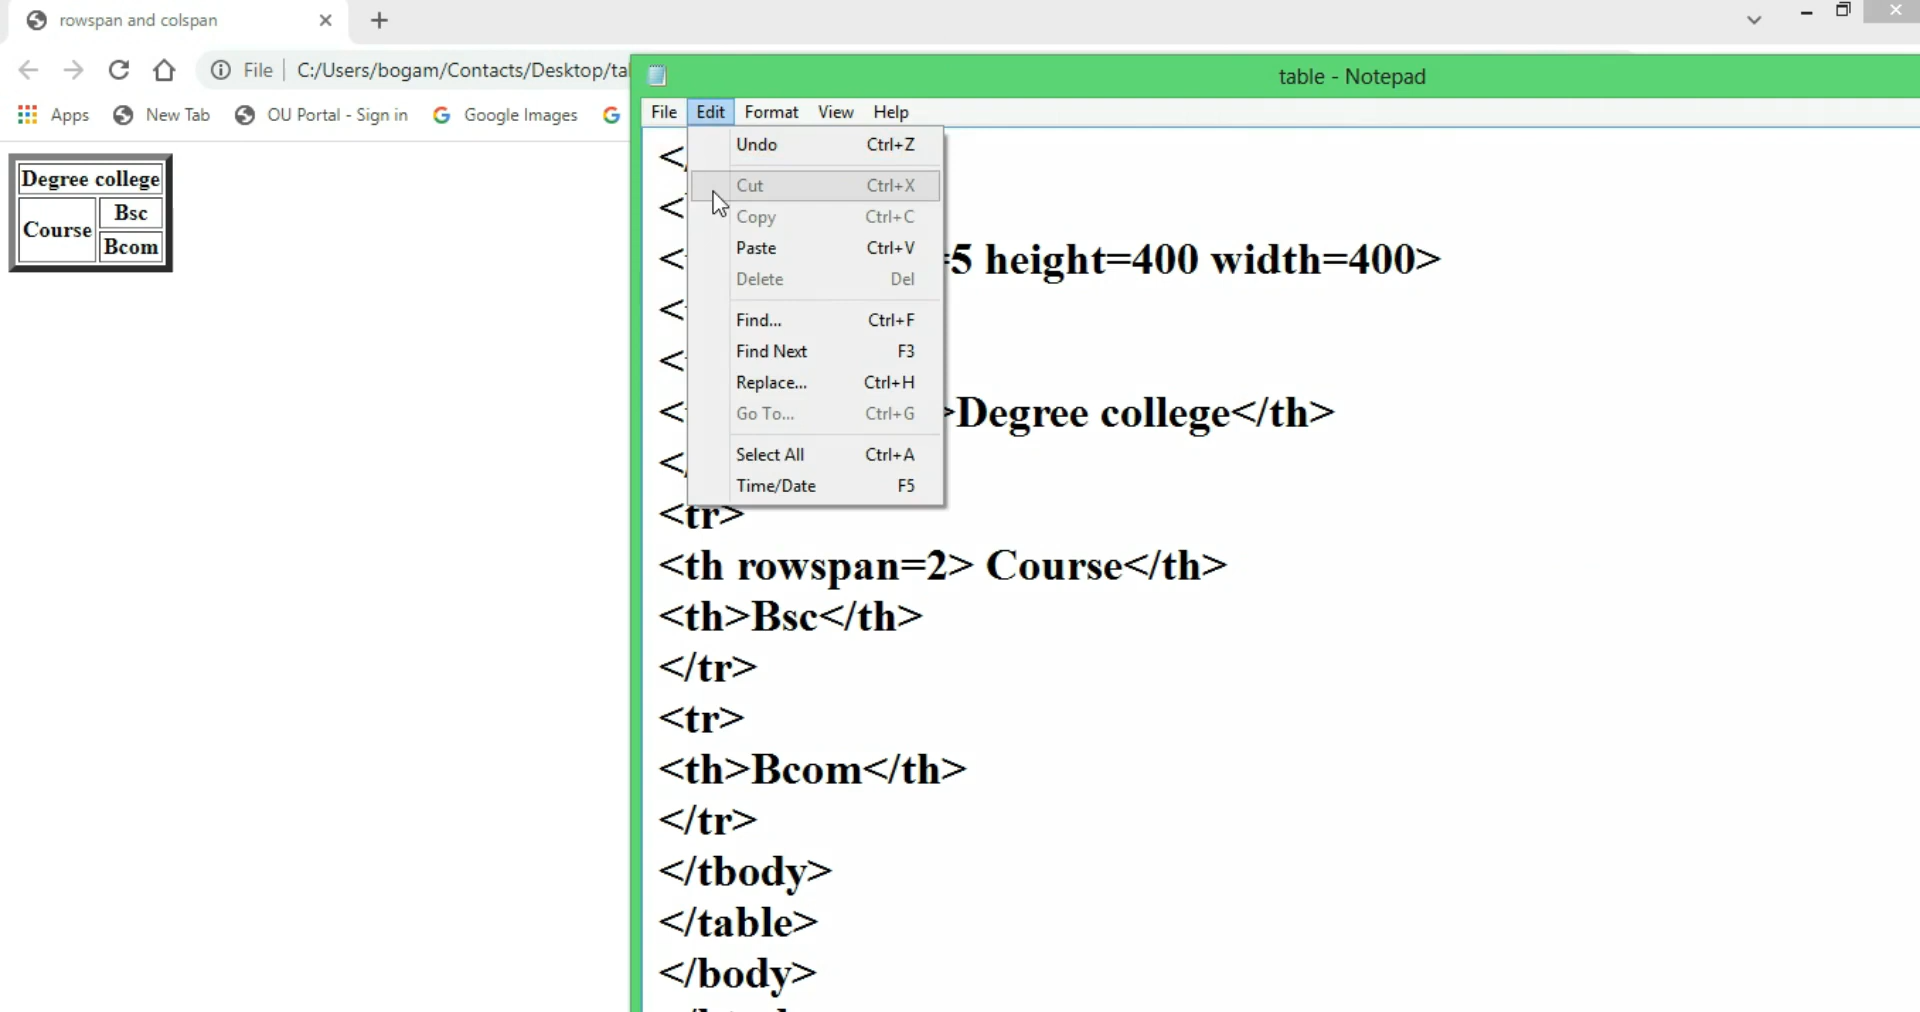 rowspan and colspan
File C:/Users/bogam/Contacts/Desktop/tal
Apps New Tab OU Portal - Sign in Google Images
Degree college
Course Bsc
Bcom
table - Notepad
File Edit Format View Help
Undo Ctrl+Z
Cut Ctrl+X
Copy Ctrl+C
Paste Ctrl+V
Delete Del
Find... Ctrl+F
Find Next F3
Replace... Ctrl+H
Go To... Ctrl+G
Select All Ctrl+A
Time/Date F5
=5 height=400 width=400>
>Degree college</th>
<tr>
<th rowspan=2> Course</th>
<th>Bsc</th>
</tr>
<tr>
<th>Bcom</th>
</tr>
</tbody>
</table>
</body>